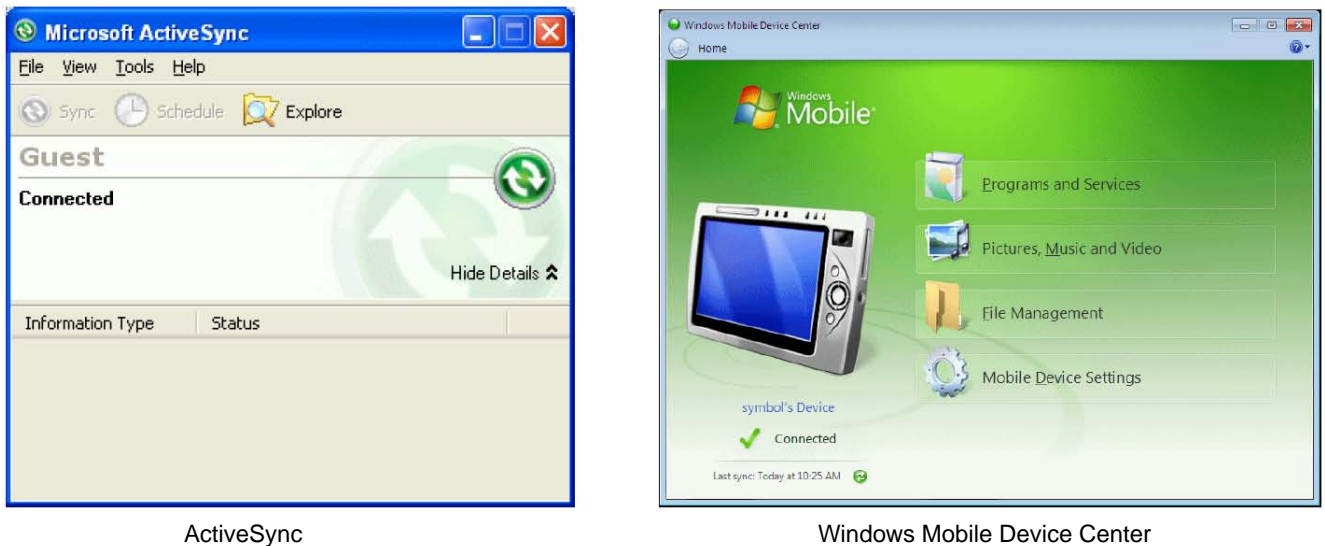 Microsoft ActiveSync
File View Tools Help
Sync Schedule Explore
Guest
Connected
Hide Details
Information Type Status
ActiveSync
Windows Mobile Device Center
Home
Windows
Mobile
Programs and Services
Pictures, Music and Video
File Management
Mobile Device Settings
symbol's Device
Connected
Last sync: Today at 10:25 AM
Windows Mobile Device Center